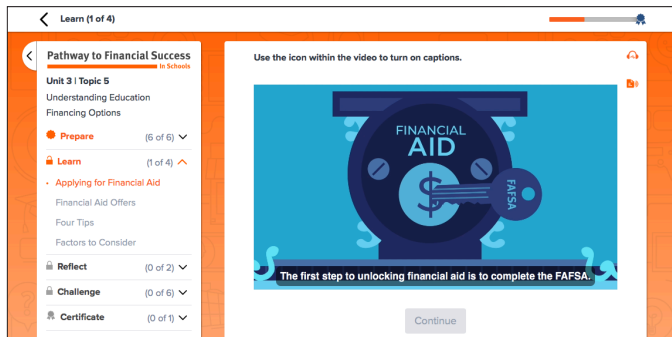 Learn (1 of 4)
Pathway to Financial Success
In Schools
Unit 3 | Topic 5
Understanding Education
Financing Options
Prepare (6 of 6)
Learn (1 of 4)
Applying for Financial Aid
Financial Aid Offers
Four Tips
Factors to Consider
Reflect (0 of 2)
Challenge (0 of 6)
Certificate (0 of 1)
Use the icon within the video to turn on captions.
FINANCIAL
AID
$
FAFSA
The first step to unlocking financial aid is to complete the FAFSA.
Continue